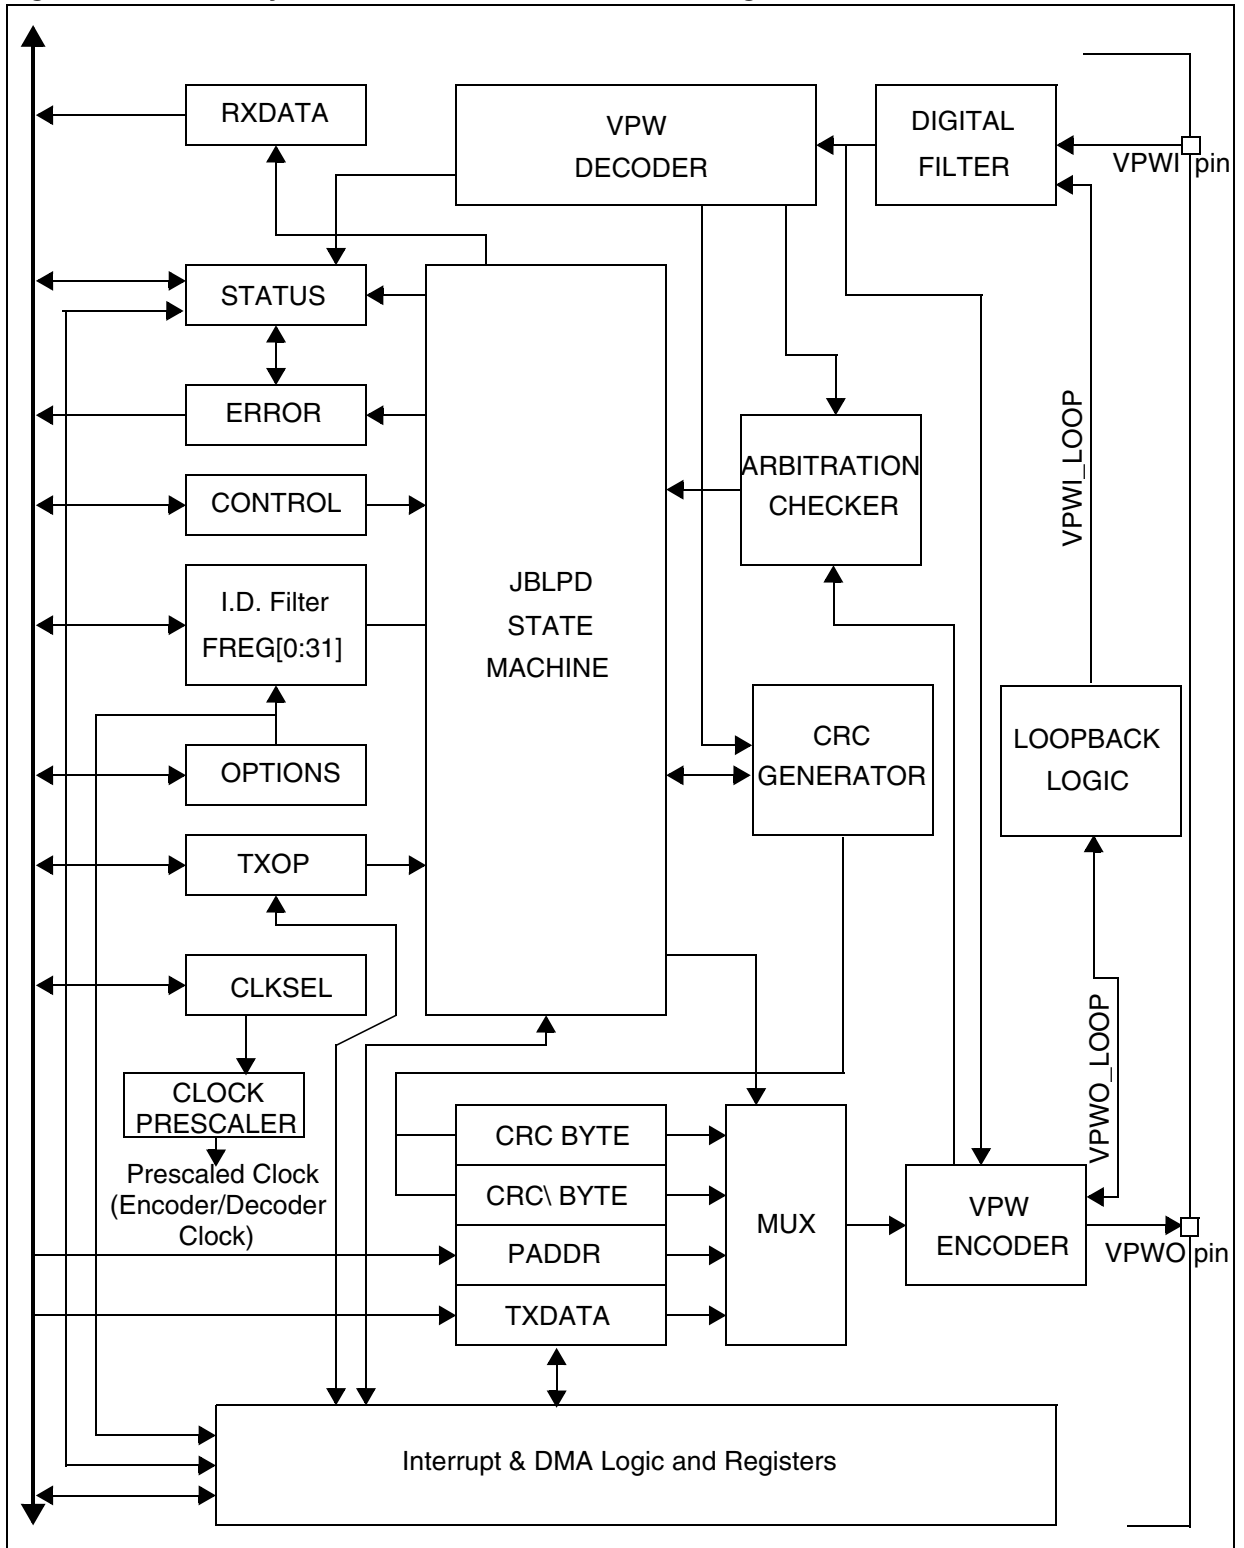 RXDATA
VPW
DECODER
DIGITAL
FILTER
VPWI pin
STATUS
ERROR
CONTROL
I.D. Filter
FREG[0:31]
OPTIONS
TXOP
CLKSEL
CLOCK
PRESCALER
Prescaled Clock
(Encoder/Decoder
Clock)
JBLPD
STATE
MACHINE
ARBITRATION
CHECKER
CRC
GENERATOR
VPWI_LOOP
LOOPBACK
LOGIC
VPWO_LOOP
CRC BYTE
CRC\ BYTE
PADDR
TXDATA
MUX
VPW
ENCODER
VPWO pin
Interrupt & DMA Logic and Registers